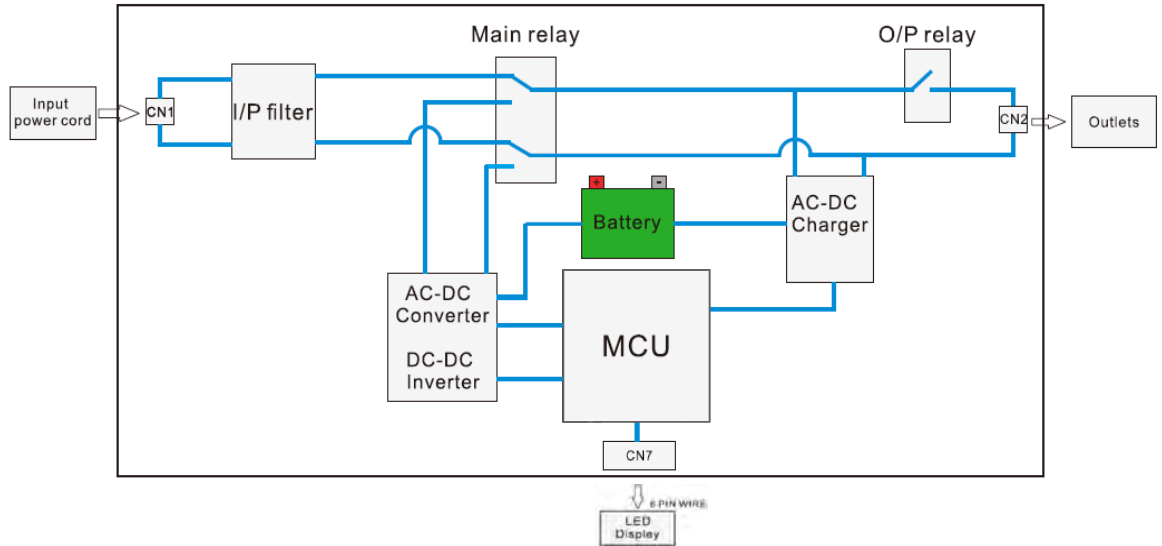 Main relay
O/P relay
Input
power cord
CN1
I/P filter
CN2
Outlets
+
-
Battery
AC-DC
Charger
AC-DC
Converter
DC-DC
Inverter
MCU
CN7
6 PIN WIRE
LED
Display